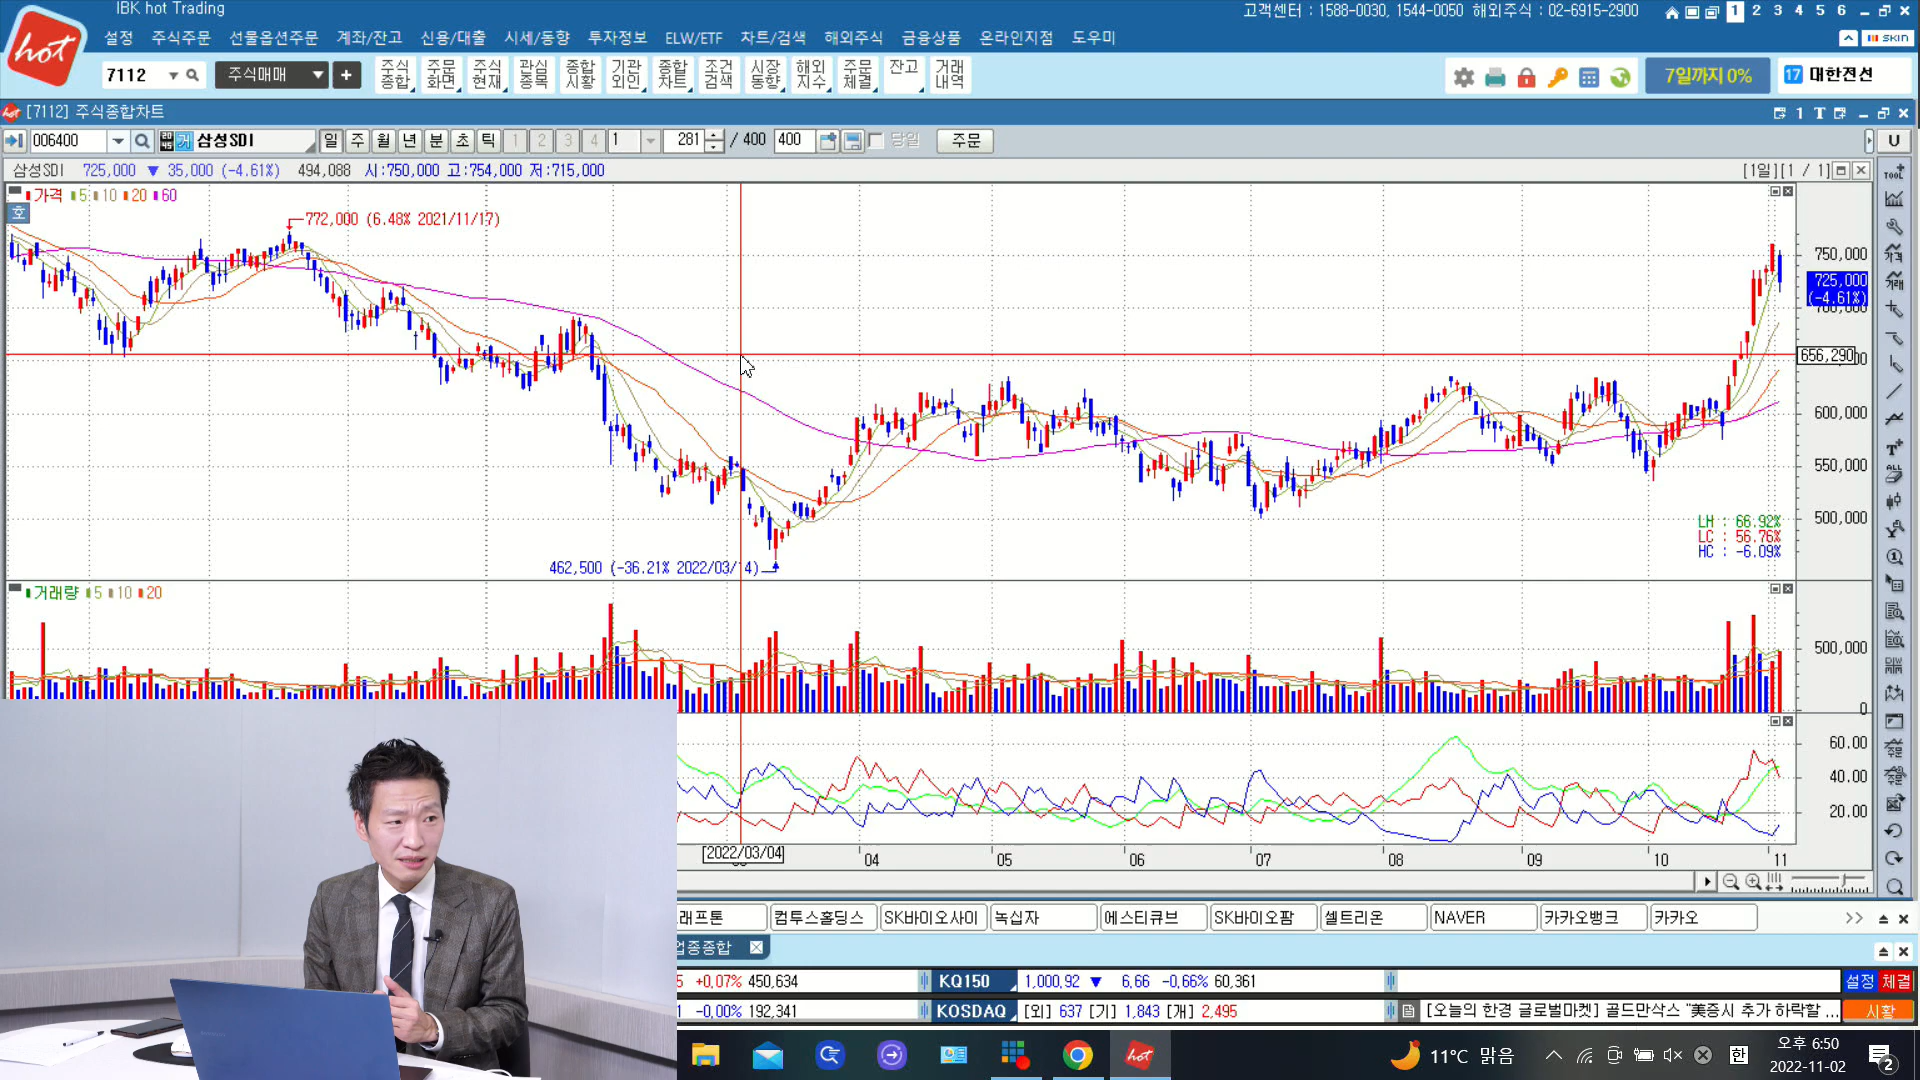 IBK hot Trading
고객센터 : 1588-0030, 1544-0050 해외주식 : 02-6915-2900
1 2 3 4 5 6
hot
설정 주식주문 선물옵션주문 계좌/잔고 신용/대출 시세/동향 투자정보 ELW/ETF 차트/검색 해외주식 금융상품 온라인지점 도우미
SKIN
7112 주식매매 +
주식종합 주문화면 주식현재 관심종목 종합시황 기관외인 종합차트 조건검색 시장동향 해외지수 주문체결 잔고 거래내역
7일까지 0%
17 대한전선
[7112] 주식종합차트
1 T
006400 삼성SDI 일 주 월 년 분 초 틱 1 2 3 4 1 281 / 400 400 당일 주문 U
삼성SDI 725,000 ▼ 35,000 (-4.61%) 494,088 시:750,000 고:754,000 저:715,000
[1일][1 / 1]
가격 5 10 20 60
호
772,000 (6.48% 2021/11/17)
750,000
725,000
(-4.61%)
700,000
656,290
600,000
550,000
500,000
LH : 66.92%
LC : 56.76%
HC : -6.09%
462,500 (-36.21% 2022/03/14)
거래량 5 10 20
500,000
0
60.00
40.00
20.00
[2022/03/04] 04 05 06 07 08 09 10 11
래프톤 컴투스홀딩스 SK바이오사이 녹십자 에스티큐브 SK바이오팜 셀트리온 NAVER 카카오뱅크 카카오
업종종합
5 +0,07% 450,634 KQ150 1,000,92 ▼ 6,66 -0,66% 60,361 설정 체결
1 -0,00% 192,341 KOSDAQ [외] 637 [기] 1,843 [개] 2,495 [오늘의 한경 글로벌마켓] 골드만삭스 "美증시 추가 하락할 ... 시황
11°C 맑음
한
오후 6:50
2022-11-02
2